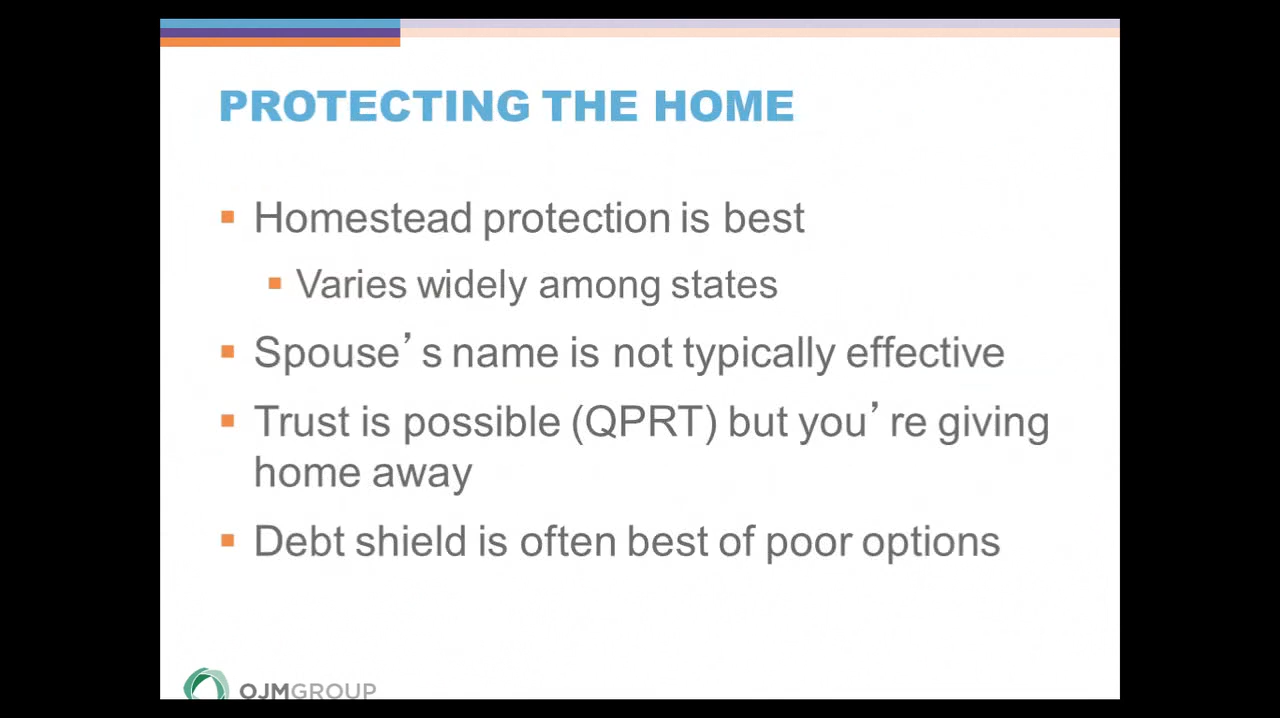 PROTECTING THE HOME
Homestead protection is best
Varies widely among states
Spouse's name is not typically effective
Trust is possible (QPRT) but you're giving
home away
Debt shield is often best of poor options
OJMGROUP